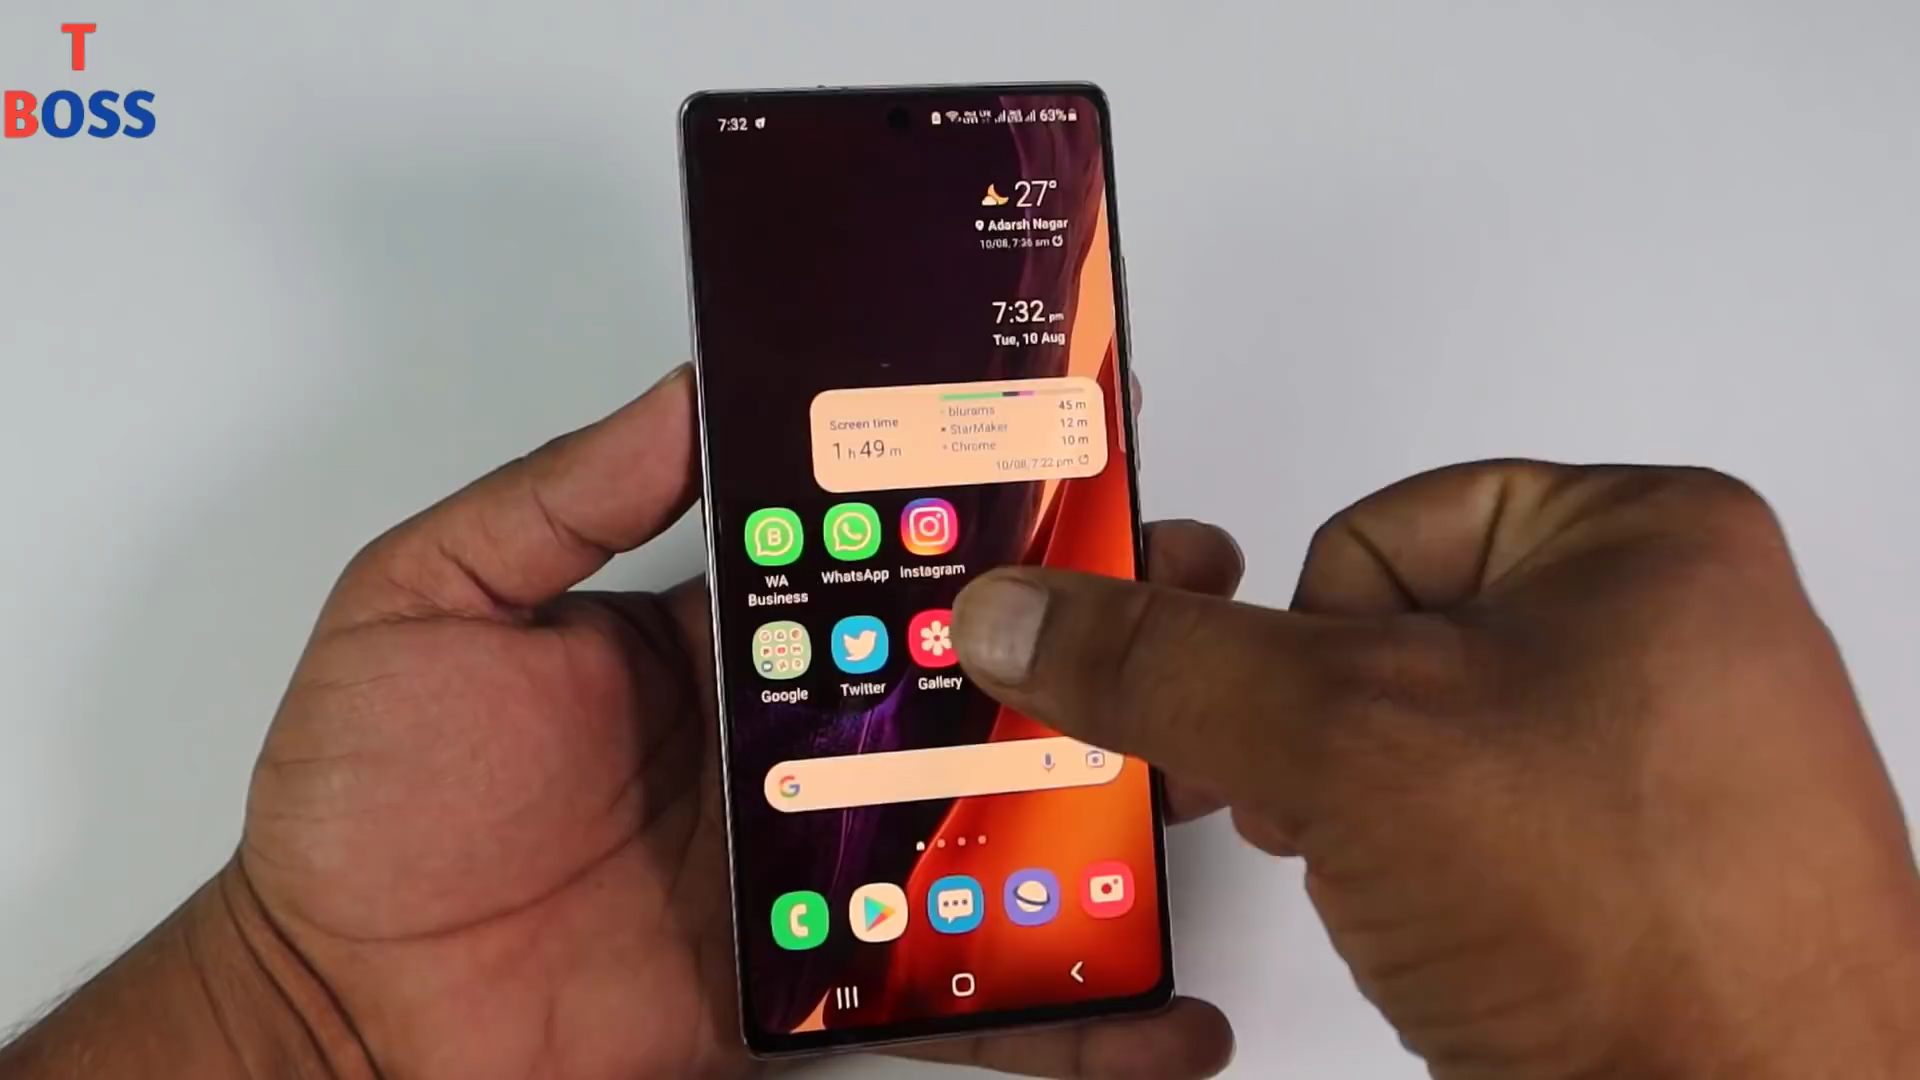 T
BOSS
7:32
63%
27°
Adarsh Nagar
10/08, 7:36 am
7:32 pm
Tue, 10 Aug
Screen time
1 h 49 m
blurams 45 m
StarMaker 12 m
Chrome 10 m
10/08, 7:22 pm
WA
Business
WhatsApp
Instagram
Google
Twitter
Gallery